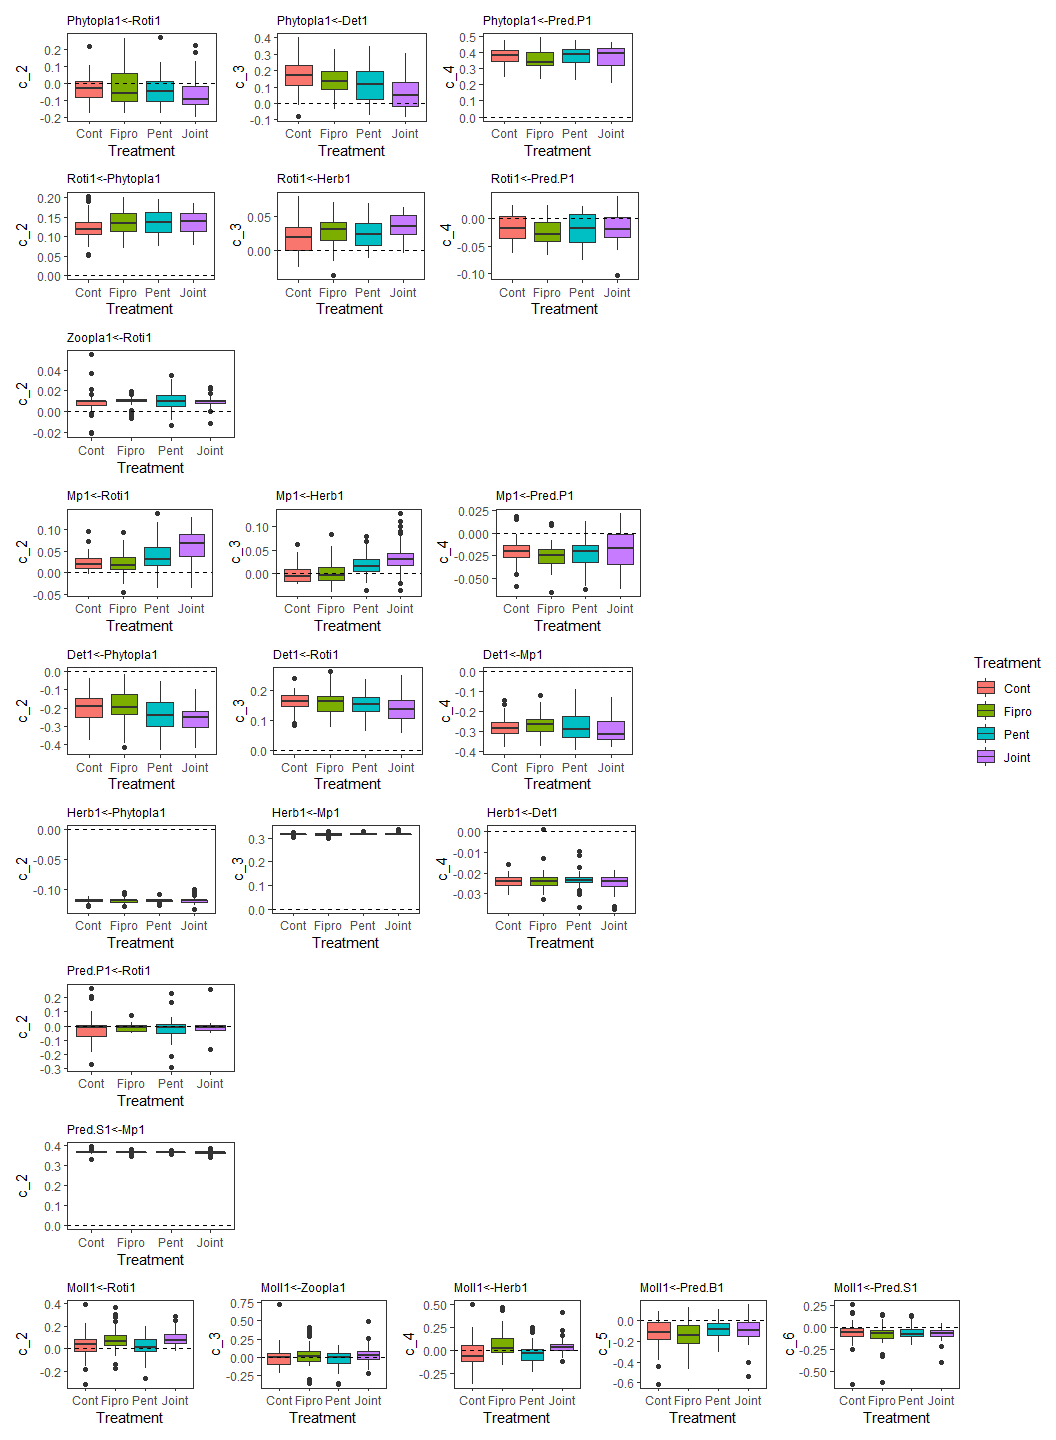 Phytopla1<-Roti1 Phytopla1<-Det1 Phytopla1<-Pred.P1
c_2 0.2 0.1 0.0 -0.1 -0.2 c_3 0.4 0.3 0.2 0.1 0.0 -0.1 c_4 0.5 0.4 0.3 0.2 0.1 0.0
Cont Fipro Pent Joint Cont Fipro Pent Joint Cont Fipro Pent Joint
Treatment Treatment Treatment
Roti1<-Phytopla1 Roti1<-Herb1 Roti1<-Pred.P1
c_2 0.20 0.15 0.10 0.05 0.00 c_3 0.05 0.00 c_4 0.00 -0.05 -0.10
Cont Fipro Pent Joint Cont Fipro Pent Joint Cont Fipro Pent Joint
Treatment Treatment Treatment
Zoopla1<-Roti1
c_2 0.04 0.02 0.00 -0.02
Cont Fipro Pent Joint
Treatment
Mp1<-Roti1 Mp1<-Herb1 Mp1<-Pred.P1
c_2 0.10 0.05 0.00 -0.05 c_3 0.10 0.05 0.00 c_4 0.025 0.000 -0.025 -0.050
Cont Fipro Pent Joint Cont Fipro Pent Joint Cont Fipro Pent Joint
Treatment Treatment Treatment
Det1<-Phytopla1 Det1<-Roti1 Det1<-Mp1
c_2 0.0 -0.1 -0.2 -0.3 -0.4 c_3 0.2 0.1 0.0 c_4 0.0 -0.1 -0.2 -0.3 -0.4
Cont Fipro Pent Joint Cont Fipro Pent Joint Cont Fipro Pent Joint
Treatment Treatment Treatment
Treatment
Cont
Fipro
Pent
Joint
Herb1<-Phytopla1 Herb1<-Mp1 Herb1<-Det1
c_2 0.00 -0.05 -0.10 c_3 0.3 0.2 0.1 0.0 c_4 0.00 -0.01 -0.02 -0.03
Cont Fipro Pent Joint Cont Fipro Pent Joint Cont Fipro Pent Joint
Treatment Treatment Treatment
Pred.P1<-Roti1
c_2 0.2 0.1 0.0 -0.1 -0.2 -0.3
Cont Fipro Pent Joint
Treatment
Pred.S1<-Mp1
c_2 0.4 0.3 0.2 0.1 0.0
Cont Fipro Pent Joint
Treatment
Moll1<-Roti1 Moll1<-Zoopla1 Moll1<-Herb1 Moll1<-Pred.B1 Moll1<-Pred.S1
c_2 0.4 0.2 0.0 -0.2 c_3 0.75 0.50 0.25 0.00 -0.25 c_4 0.50 0.25 0.00 -0.25 c_5 0.0 -0.2 -0.4 -0.6 c_6 0.25 0.00 -0.25 -0.50
Cont Fipro Pent Joint Cont Fipro Pent Joint Cont Fipro Pent Joint Cont Fipro Pent Joint Cont Fipro Pent Joint
Treatment Treatment Treatment Treatment Treatment